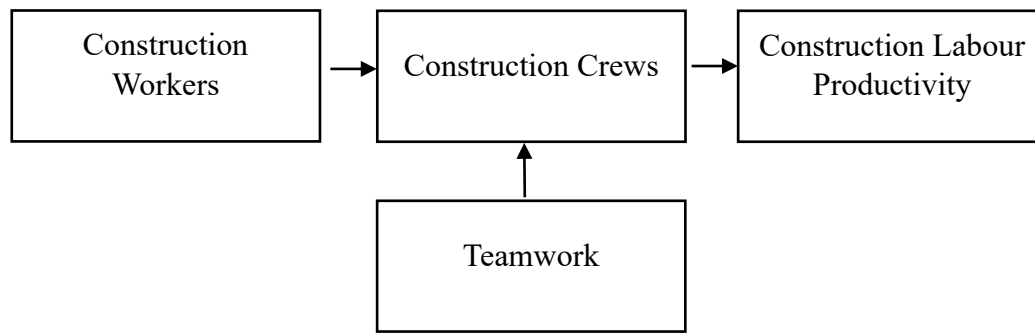 Construction
Workers
Construction Crews
Construction Labour
Productivity
Teamwork